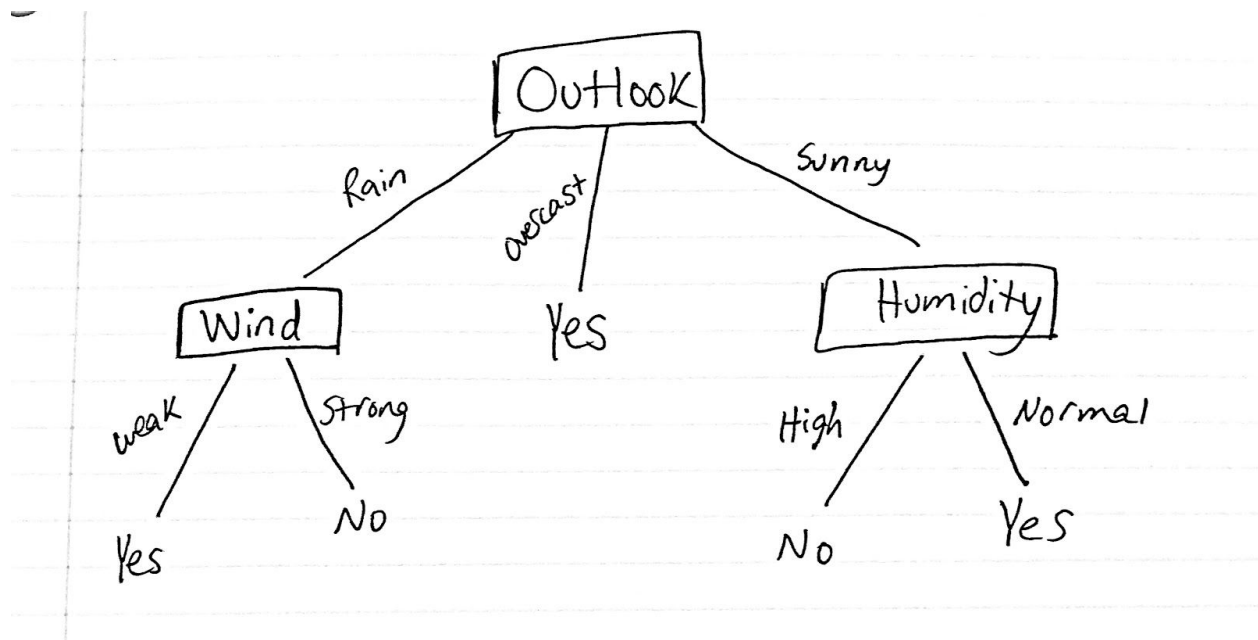 Outlook
Rain
overcast
Sunny
Wind
Yes
Humidity
weak
Strong
High
Normal
Yes
No
No
Yes